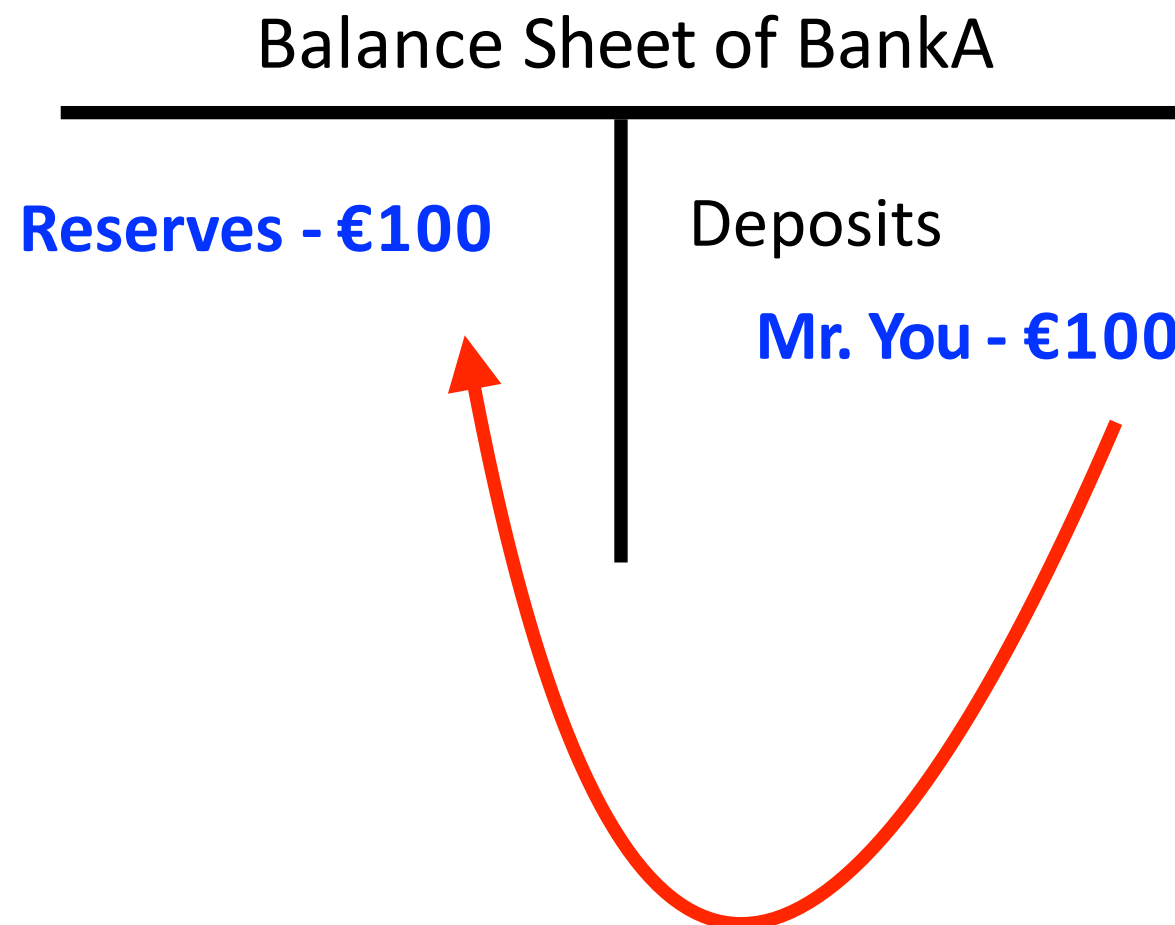 Balance Sheet of BankA
Reserves - €100
Deposits
Mr. You - €100